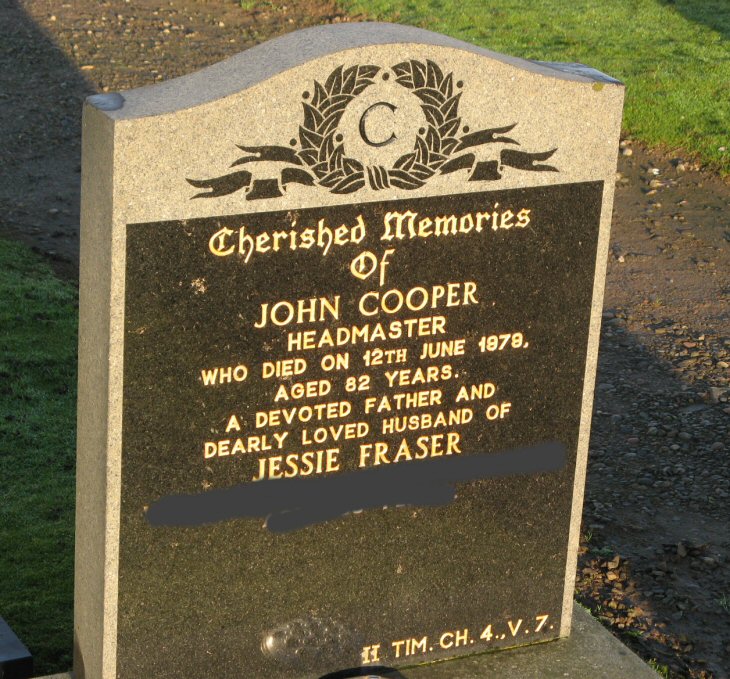 C
Cherished Memories
Of
JOHN COOPER
HEADMASTER
WHO DIED ON 12TH JUNE 1979,
AGED 82 YEARS.
A DEVOTED FATHER AND
DEARLY LOVED HUSBAND OF
JESSIE FRASER
II TIM. CH. 4., V. 7.